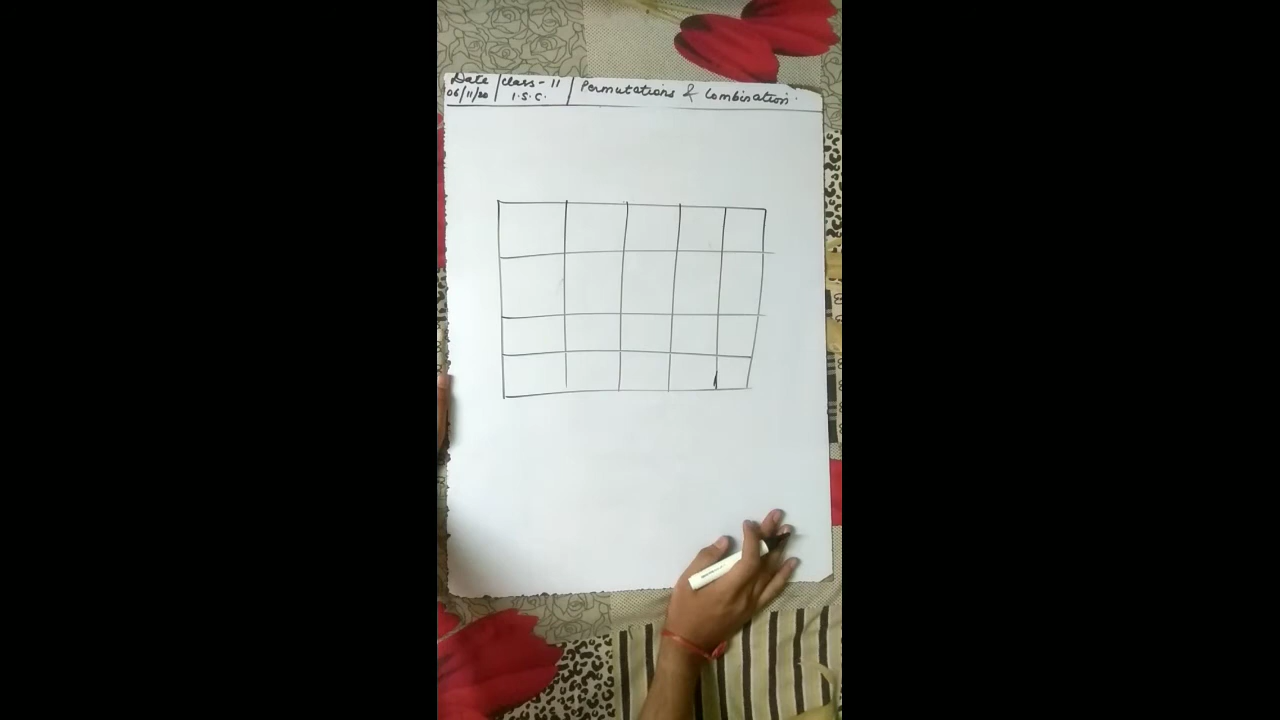 Date | Class - 11 | Permutations & Combination.
06/11/20 | I.S.C.